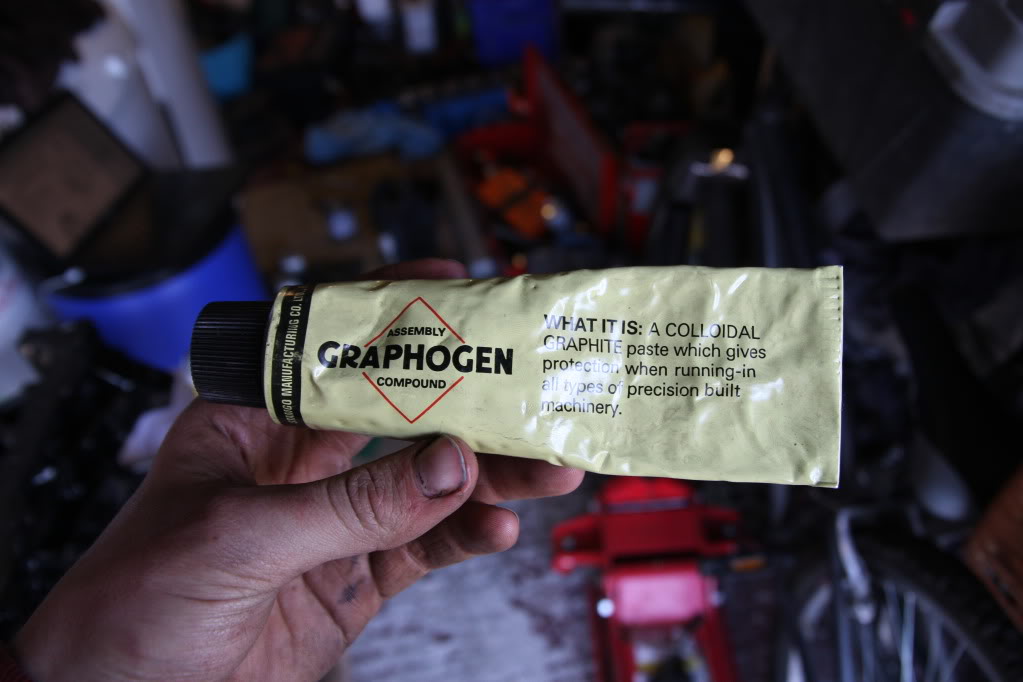 ASSEMBLY
GRAPHOGEN
COMPOUND
WHAT IT IS: A COLLOIDAL
GRAPHITE paste which gives
protection when running-in
all types of precision built
machinery.
MANUFACTURING CO.